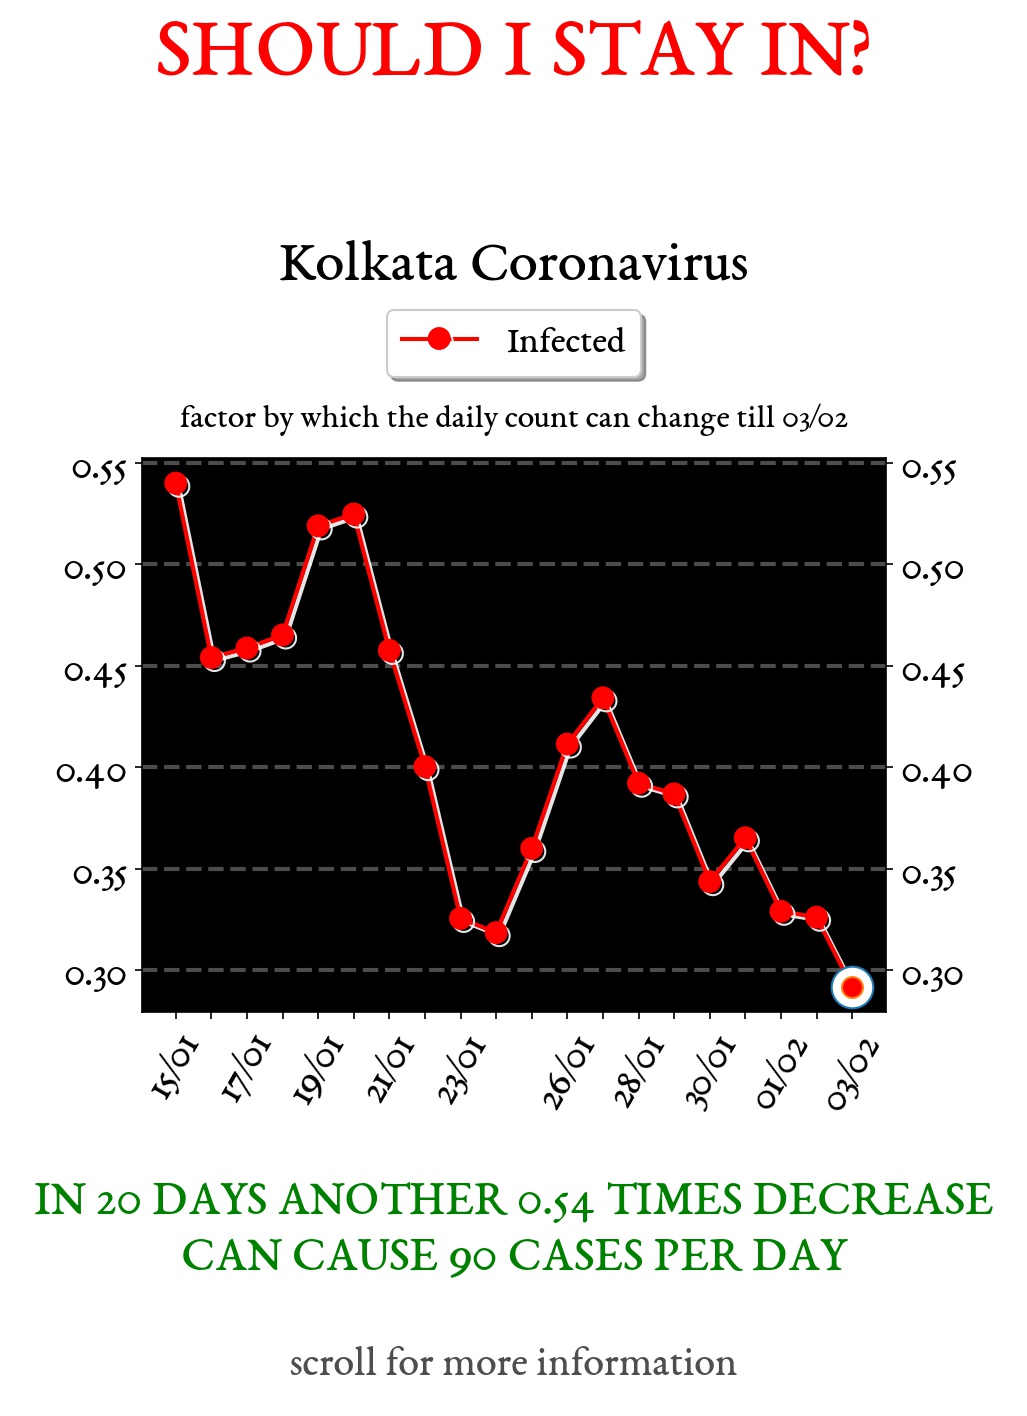 SHOULD I STAY IN?
Kolkata Coronavirus
Infected
factor by which the daily count can change till 03/02
0.55 0.55
0.50 0.50
0.45 0.45
0.40 0.40
0.35 0.35
0.30 0.30
15/01 17/01 19/01 21/01 23/01 26/01 28/01 30/01 01/02 03/02
IN 20 DAYS ANOTHER 0.54 TIMES DECREASE
CAN CAUSE 90 CASES PER DAY
scroll for more information